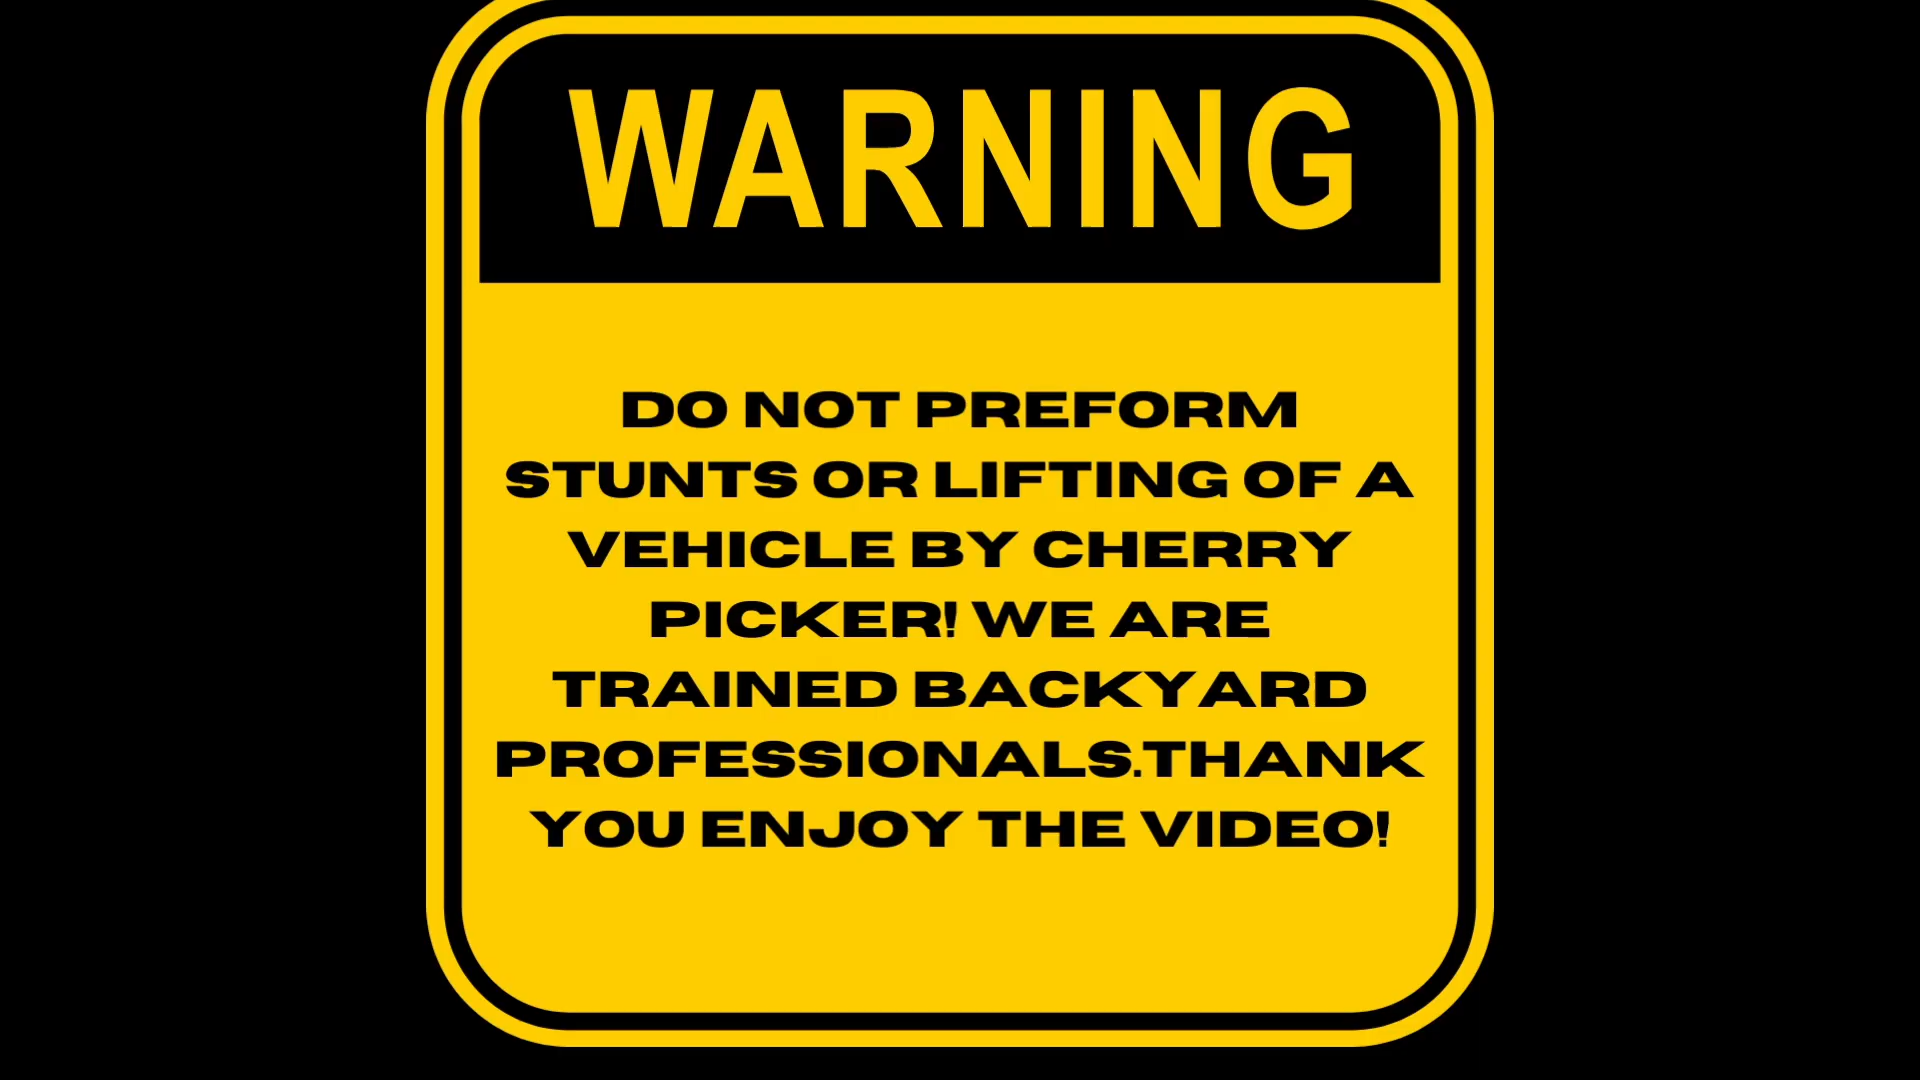 WARNING
DO NOT PREFORM
STUNTS OR LIFTING OF A
VEHICLE BY CHERRY
PICKER! WE ARE
TRAINED BACKYARD
PROFESSIONALS.THANK
YOU ENJOY THE VIDEO!